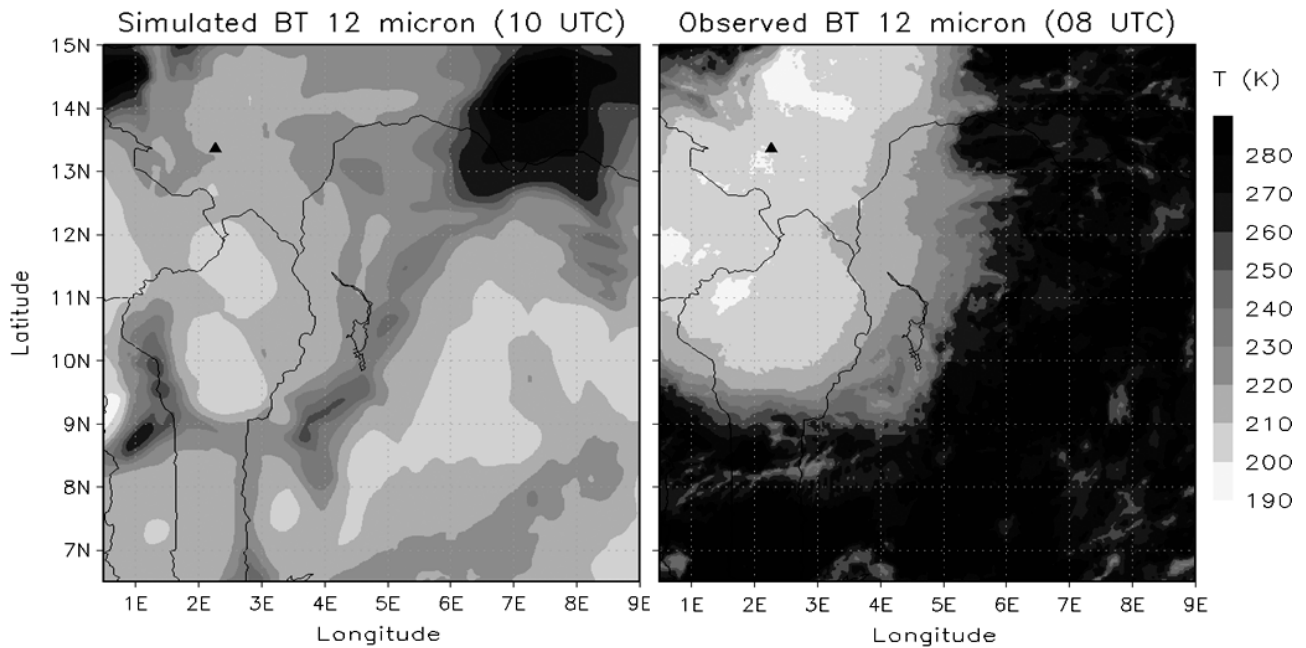 Simulated BT 12 micron (10 UTC)
Observed BT 12 micron (08 UTC)
15N
14N
13N
12N
11N
10N
9N
8N
7N
Latitude
1E 2E 3E 4E 5E 6E 7E 8E 9E
Longitude
1E 2E 3E 4E 5E 6E 7E 8E 9E
Longitude
T (K)
280
270
260
250
240
230
220
210
200
190